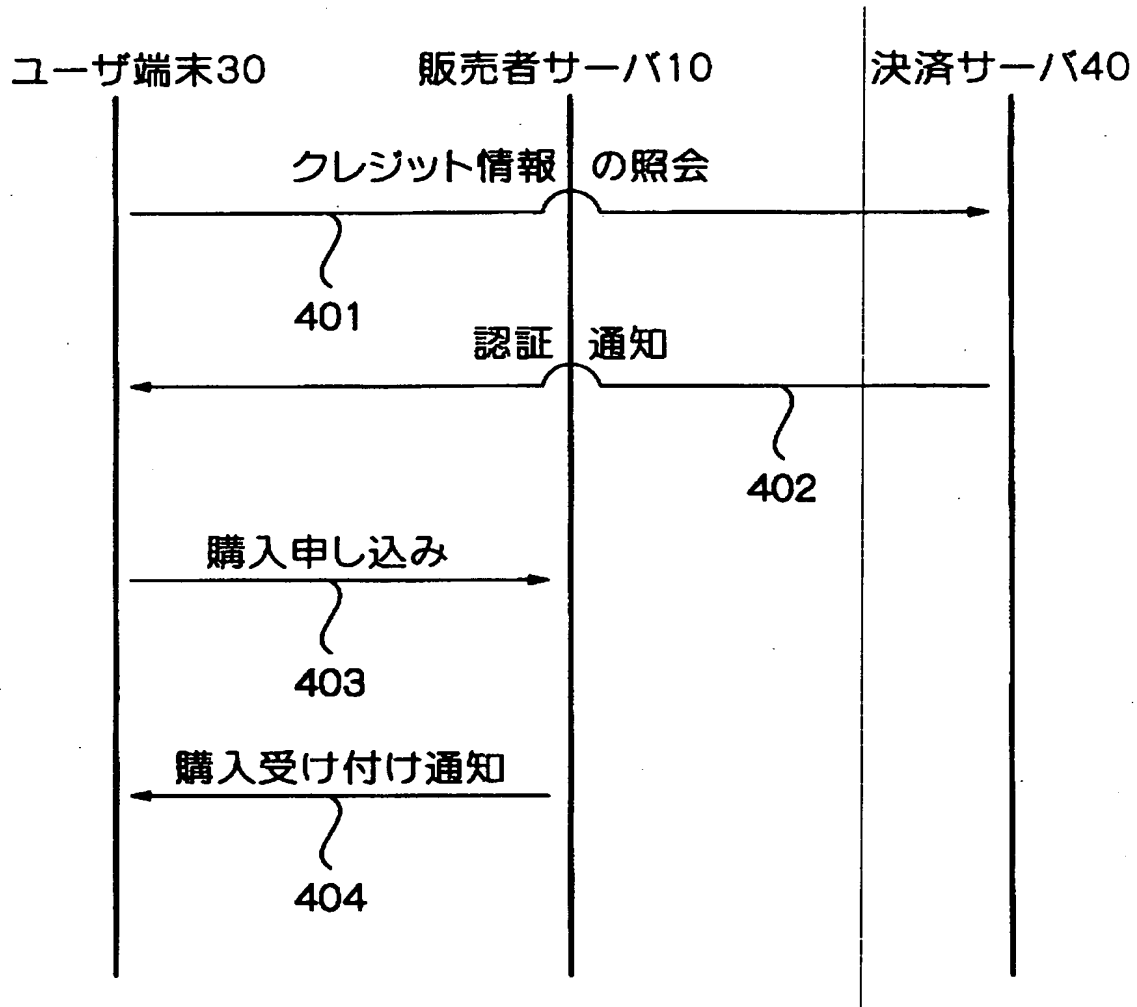 ユーザ端末30 販売者サーバ10 決済サーバ40
クレジット情報の照会
401
認証通知
402
購入申し込み
403
購入受け付け通知
404